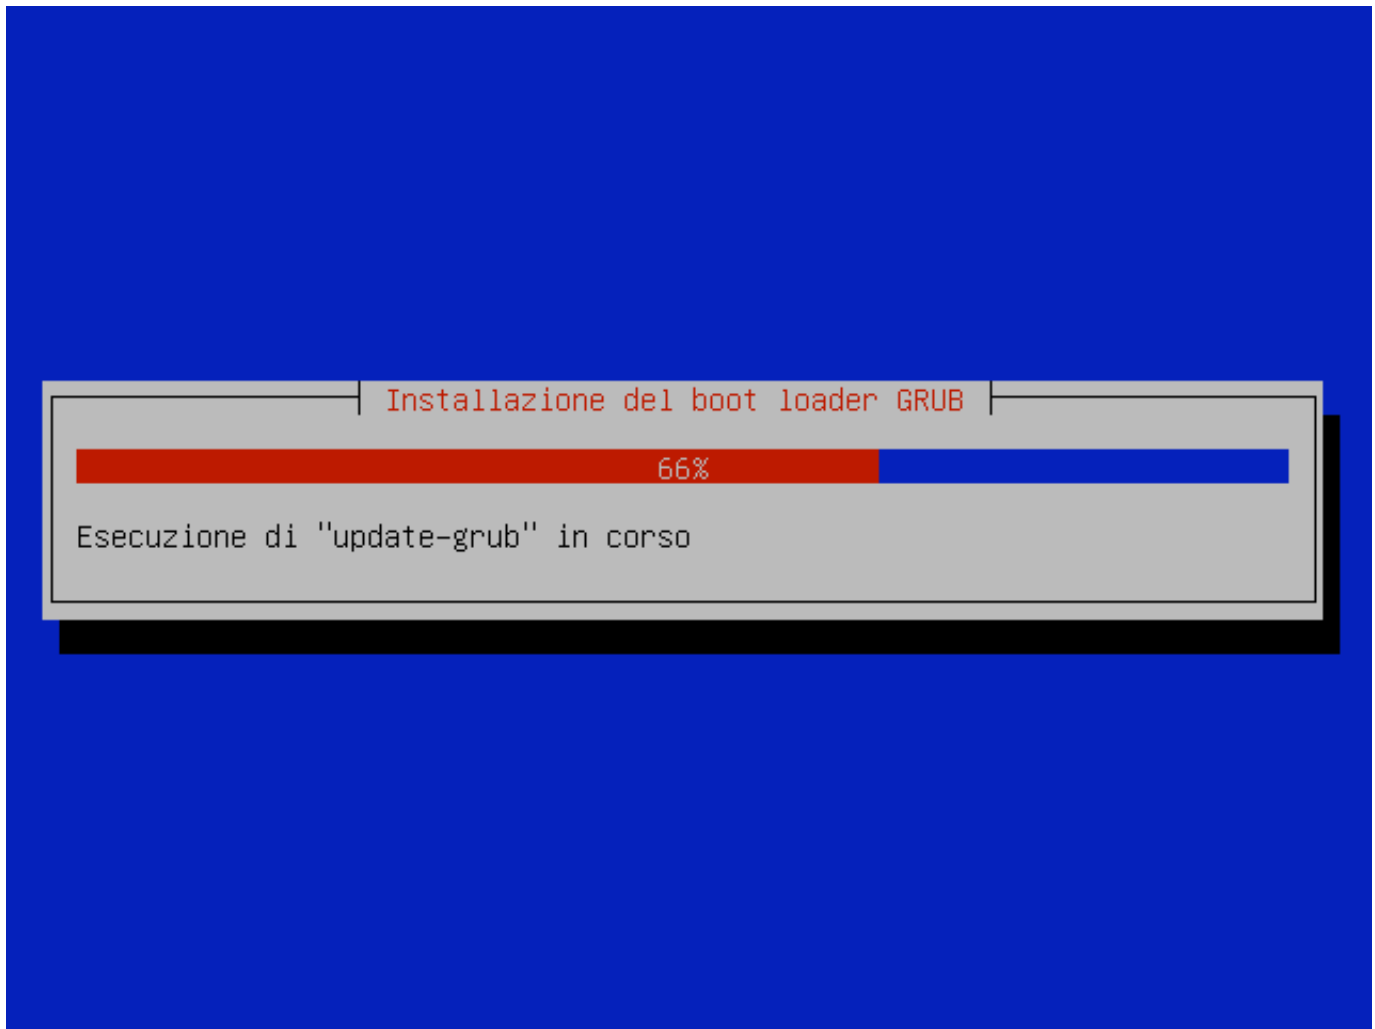 Installazione del boot loader GRUB
66%
Esecuzione di "update-grub" in corso